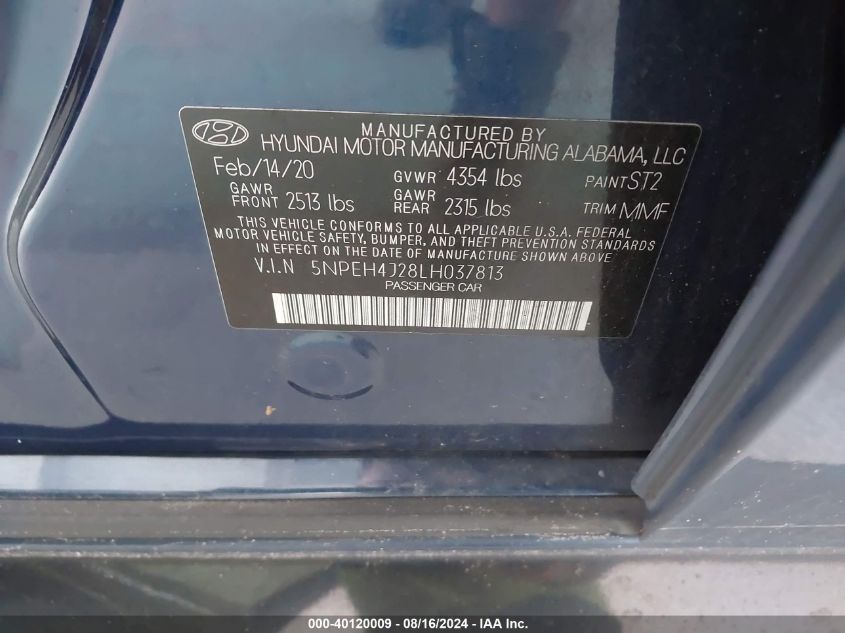 MANUFACTURED BY
HYUNDAI MOTOR MANUFACTURING ALABAMA, LLC
Feb/14/20 GVWR 4354 lbs PAINT ST2
GAWR FRONT 2513 lbs GAWR REAR 2315 lbs TRIM MMF
THIS VEHICLE CONFORMS TO ALL APPLICABLE U.S.A. FEDERAL
MOTOR VEHICLE SAFETY, BUMPER, AND THEFT PREVENTION STANDARDS
IN EFFECT ON THE DATE OF MANUFACTURE SHOWN ABOVE
V.I.N 5NPEH4J28LH037813
PASSENGER CAR
000-40120009 - 08/16/2024 - IAA Inc.